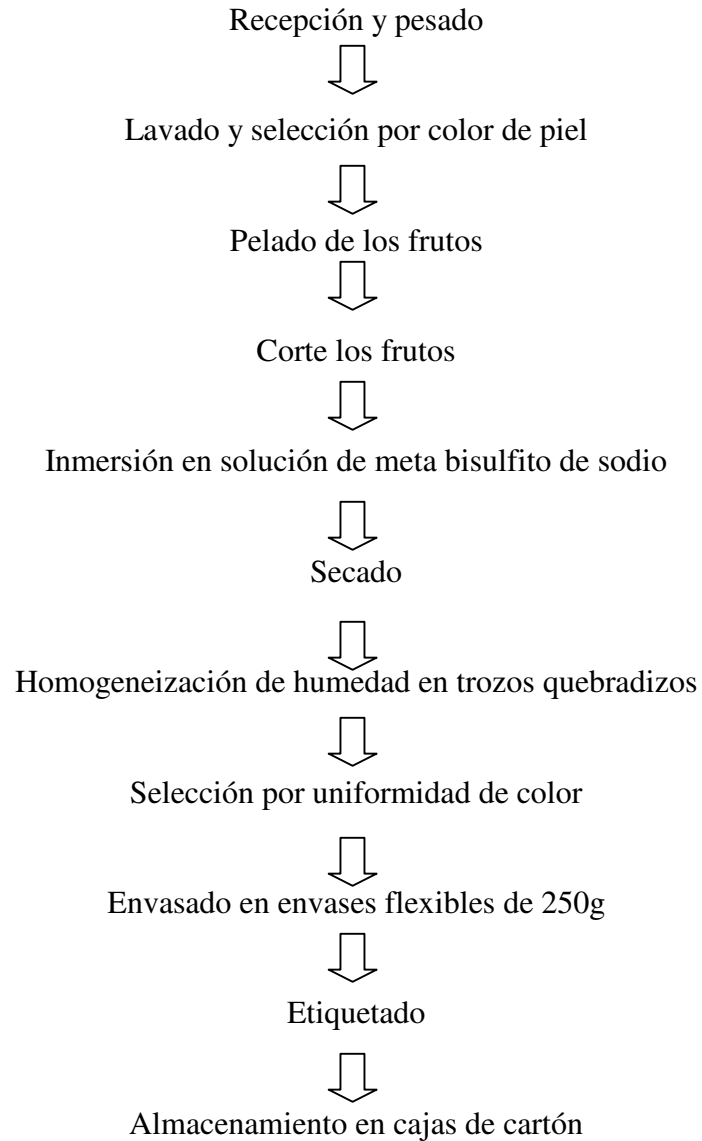 Recepción y pesado
Lavado y selección por color de piel
Pelado de los frutos
Corte los frutos
Inmersión en solución de meta bisulfito de sodio
Secado
Homogeneización de humedad en trozos quebradizos
Selección por uniformidad de color
Envasado en envases flexibles de 250g
Etiquetado
Almacenamiento en cajas de cartón